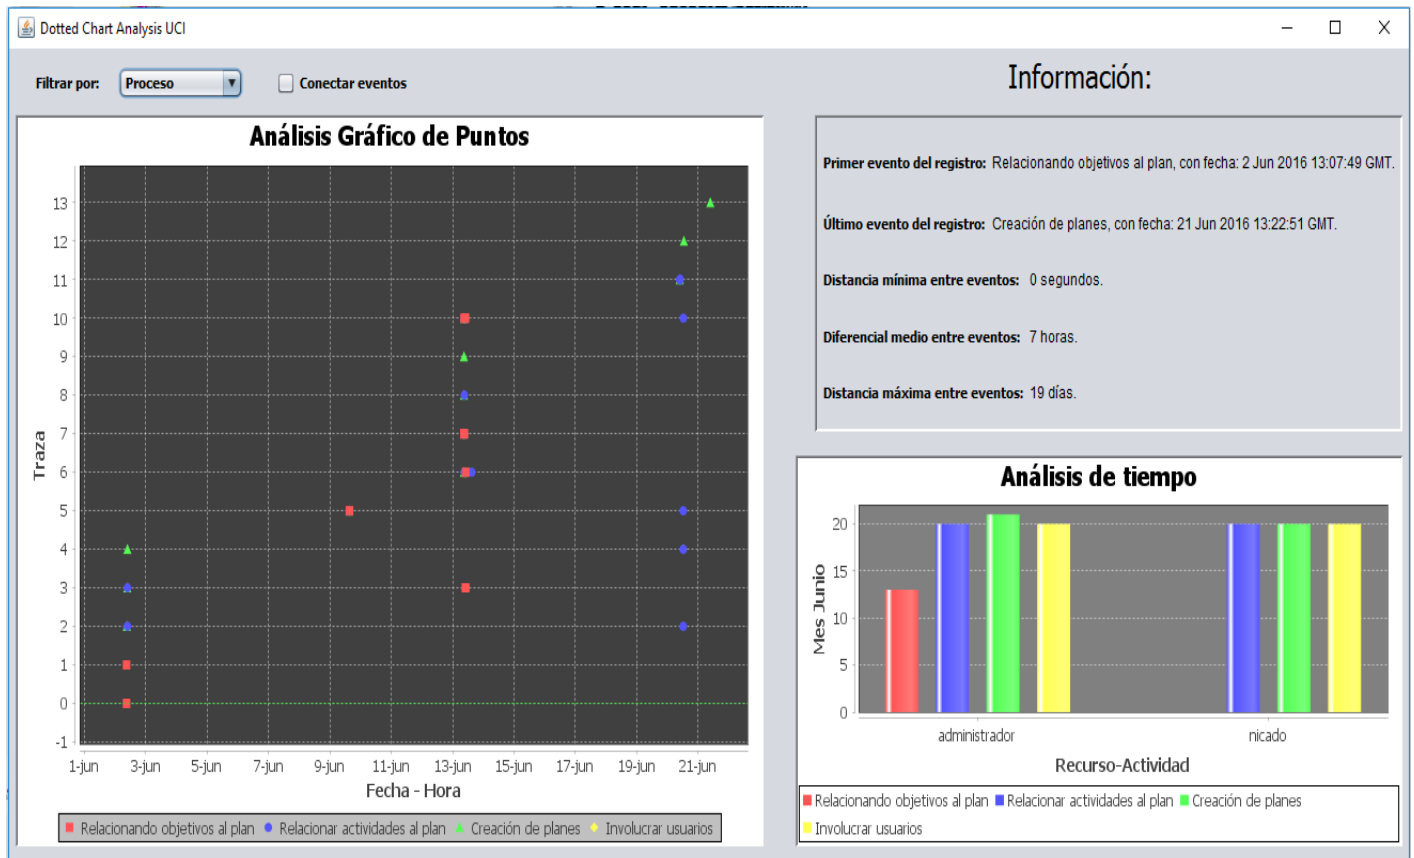 Dotted Chart Analysis UCI
Filtrar por: Proceso Conectar eventos
Información:
Análisis Gráfico de Puntos
13
12
11
10
9
8
7
6
5
4
3
2
1
0
-1
Traza
1-jun 3-jun 5-jun 7-jun 9-jun 11-jun 13-jun 15-jun 17-jun 19-jun 21-jun
Fecha - Hora
Relacionando objetivos al plan Relacionar actividades al plan Creación de planes Involucrar usuarios
Primer evento del registro: Relacionando objetivos al plan, con fecha: 2 Jun 2016 13:07:49 GMT.
Último evento del registro: Creación de planes, con fecha: 21 Jun 2016 13:22:51 GMT.
Distancia mínima entre eventos: 0 segundos.
Diferencial medio entre eventos: 7 horas.
Distancia máxima entre eventos: 19 días.
Análisis de tiempo
20
15
10
5
0
Mes Junio
administrador nicado
Recurso-Actividad
Relacionando objetivos al plan Relacionar actividades al plan Creación de planes
Involucrar usuarios